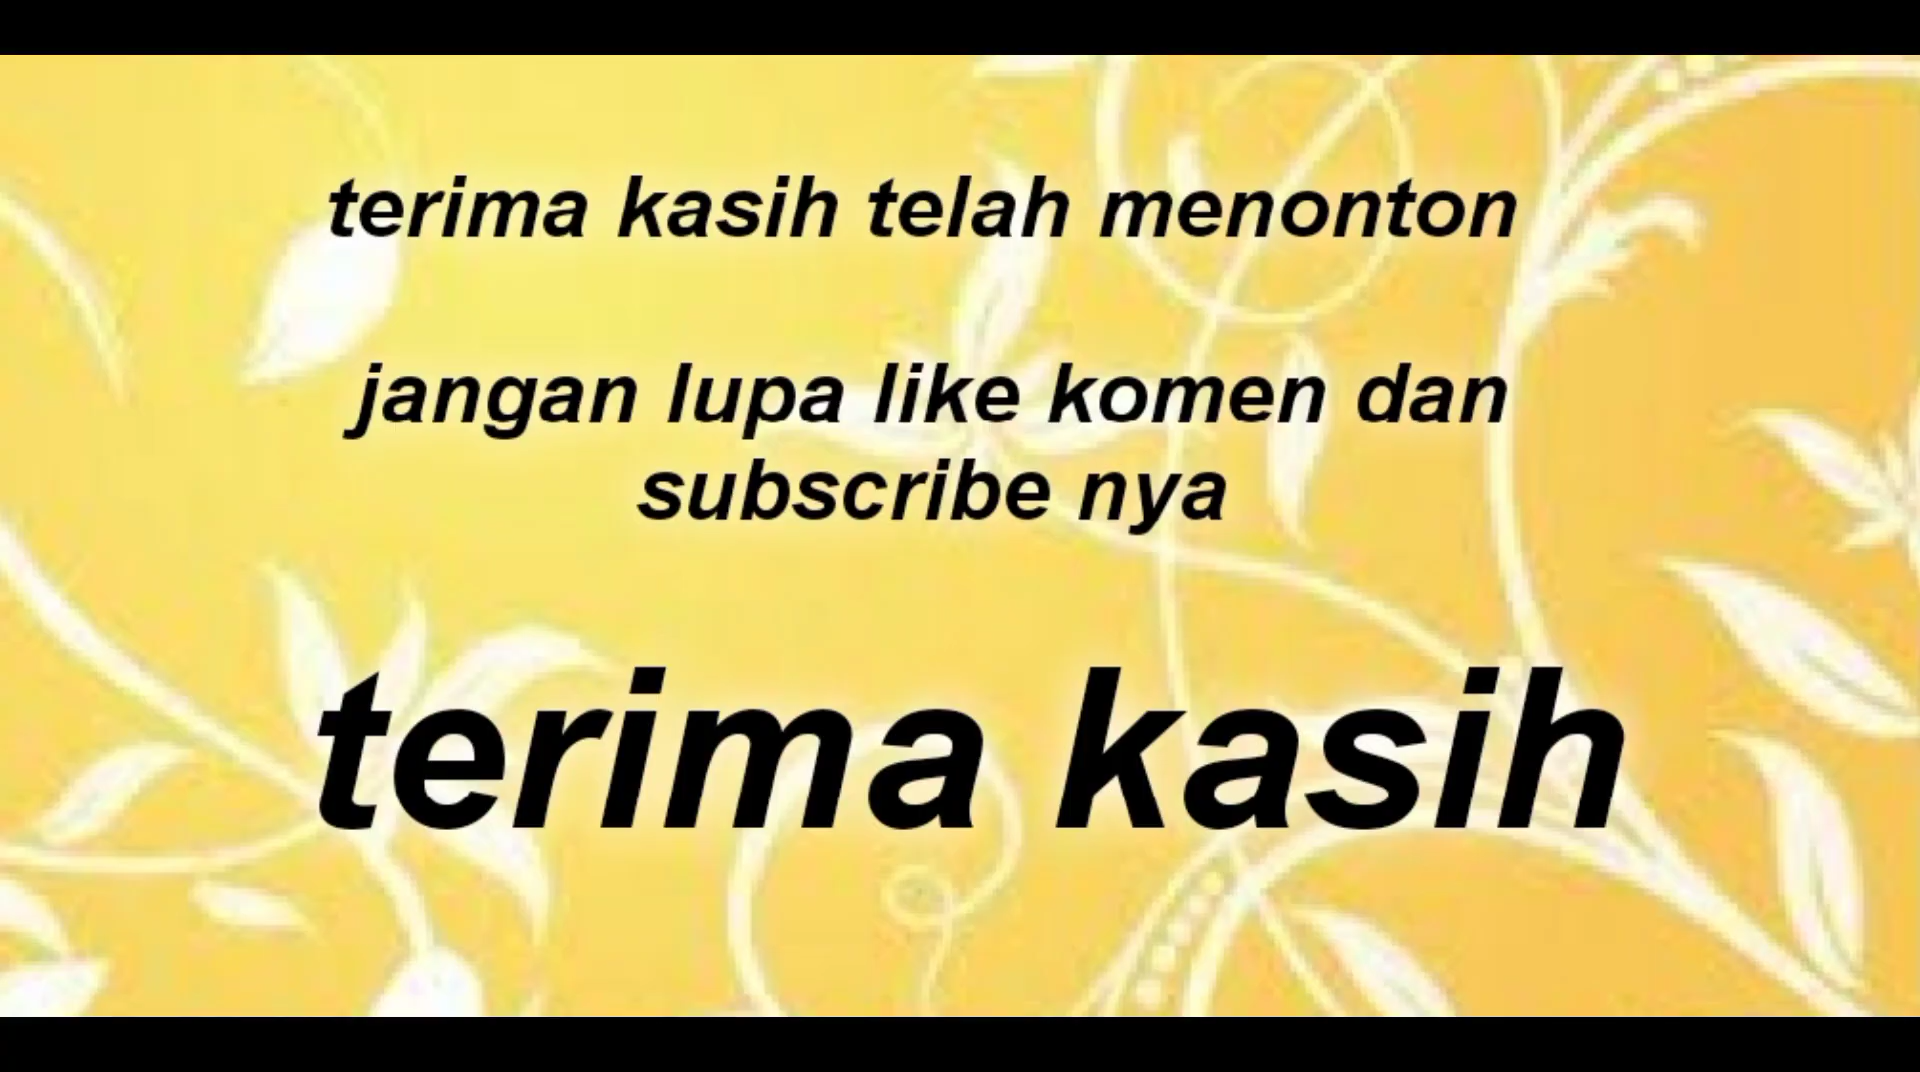 terima kasih telah menonton
jangan lupa like komen dan
subscribe nya
terima kasih